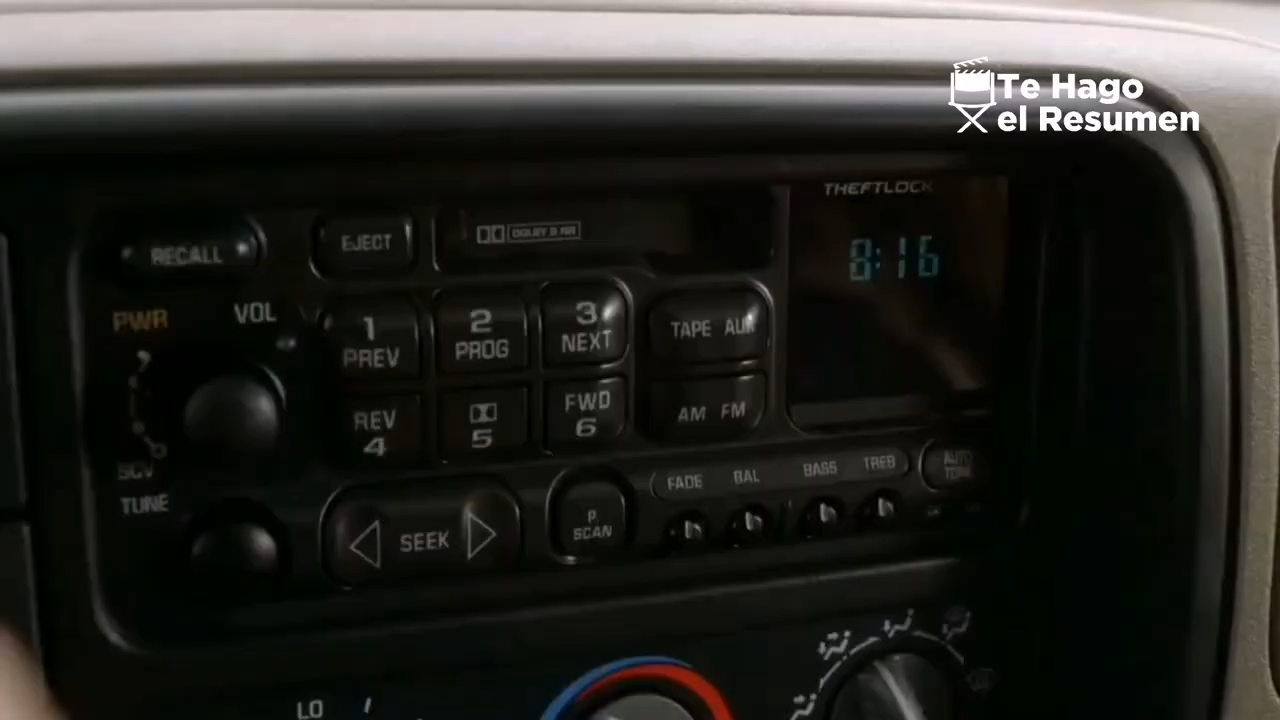 Te Hago
el Resumen
THEFTLOCK
8:16
RECALL
EJECT
DOLBY B NR
PWR
VOL
1
PREV
2
PROG
3
NEXT
TAPE AUX
REV
4
5
FWD
6
AM FM
SCV
TUNE
SEEK
P
SCAN
FADE BAL BASS TREB
AUTO
TONE
LO